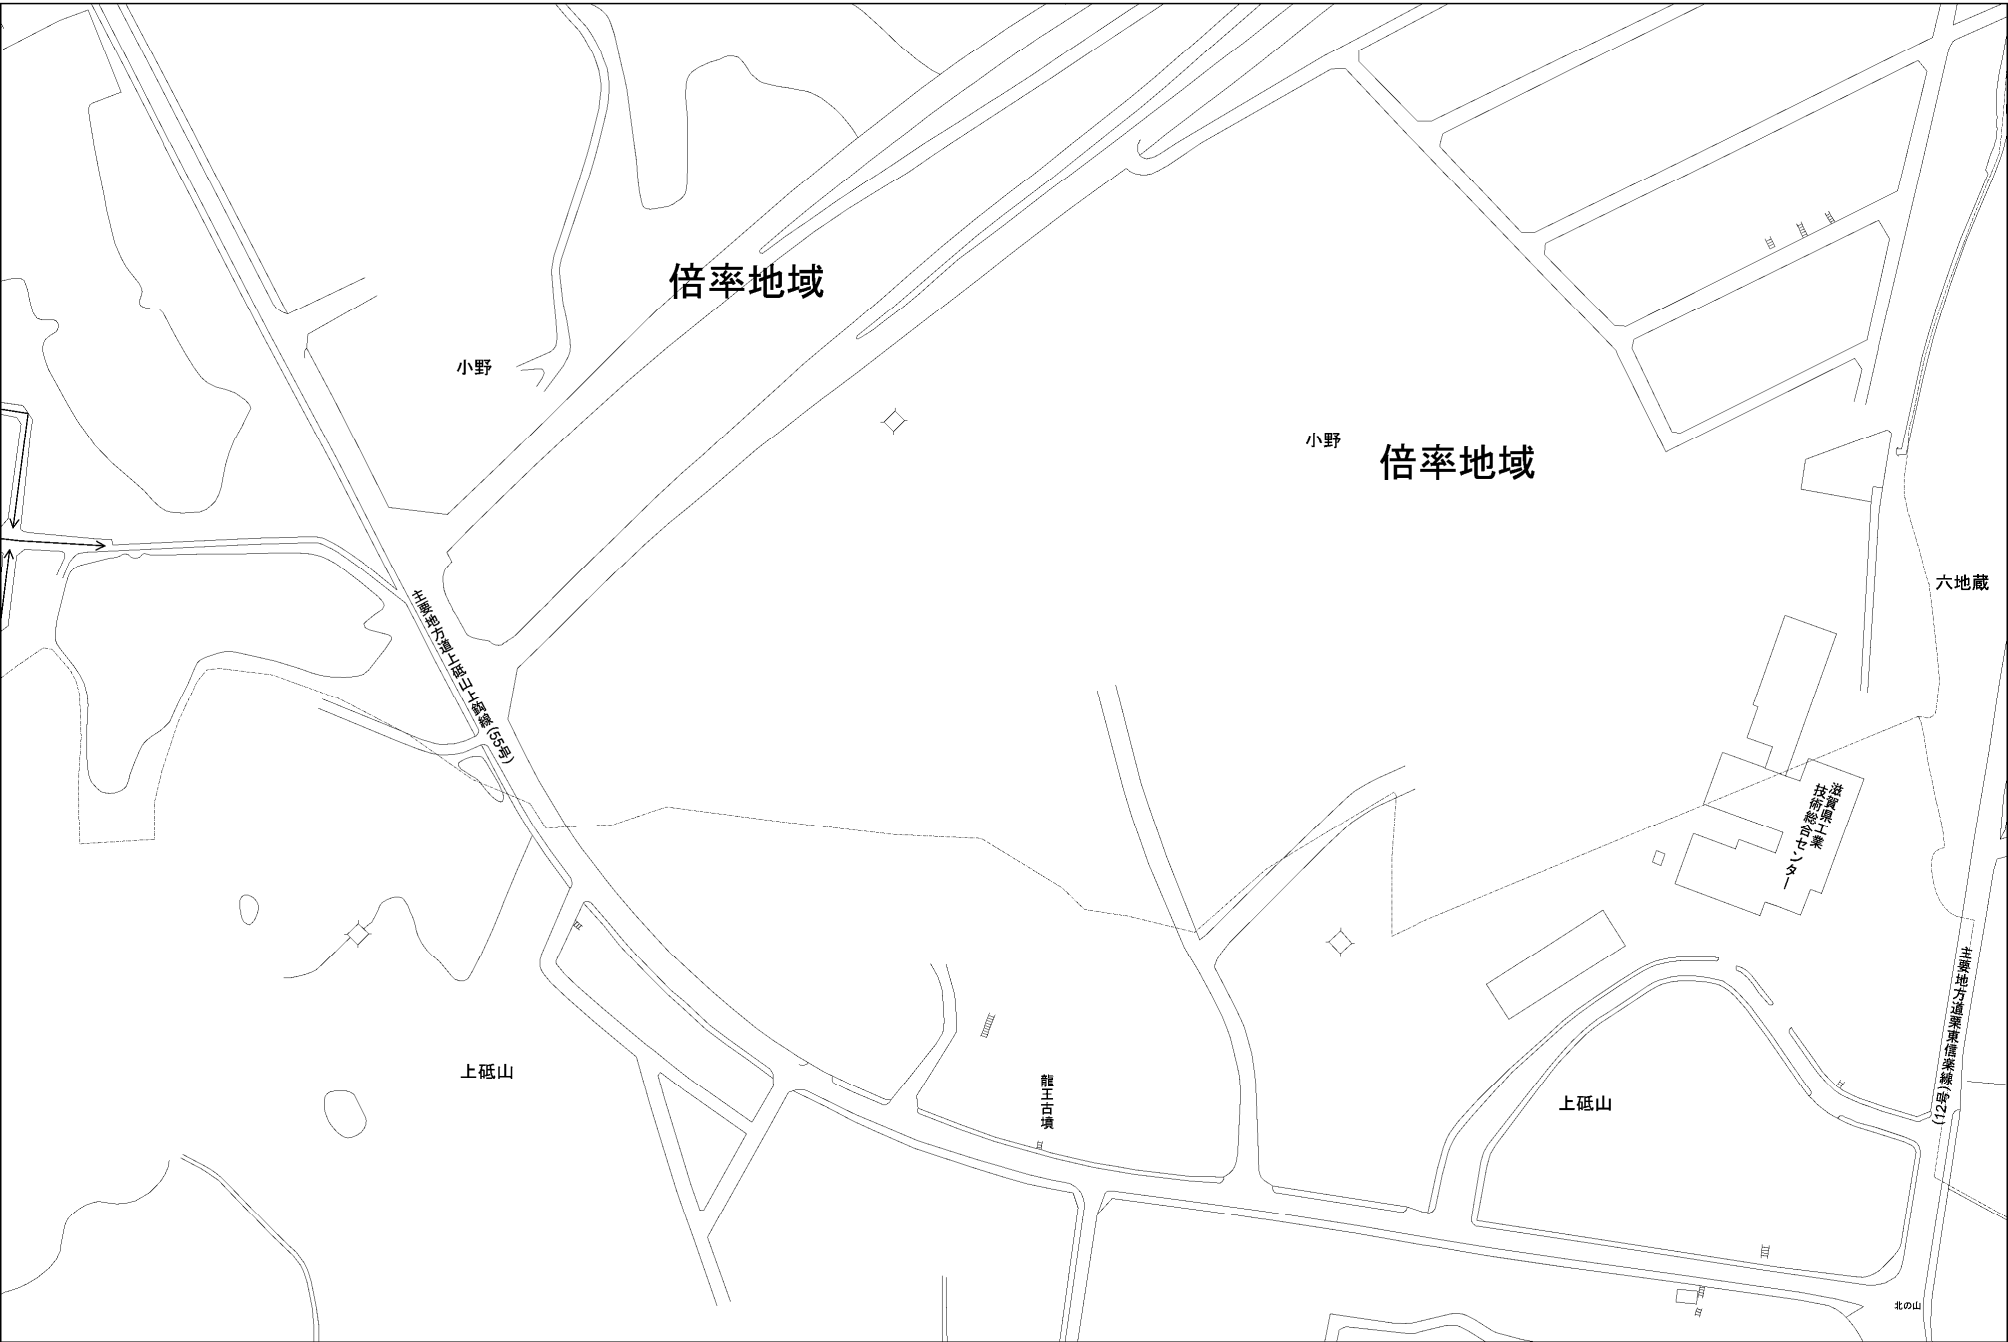 倍率地域
小野
小野
倍率地域
六地蔵
主要地方道上砥山上鈎線(55号)
滋賀県工業
技術総合センター
主要地方道栗東信楽線(12号)
上砥山
龍王古墳
上砥山
北の山